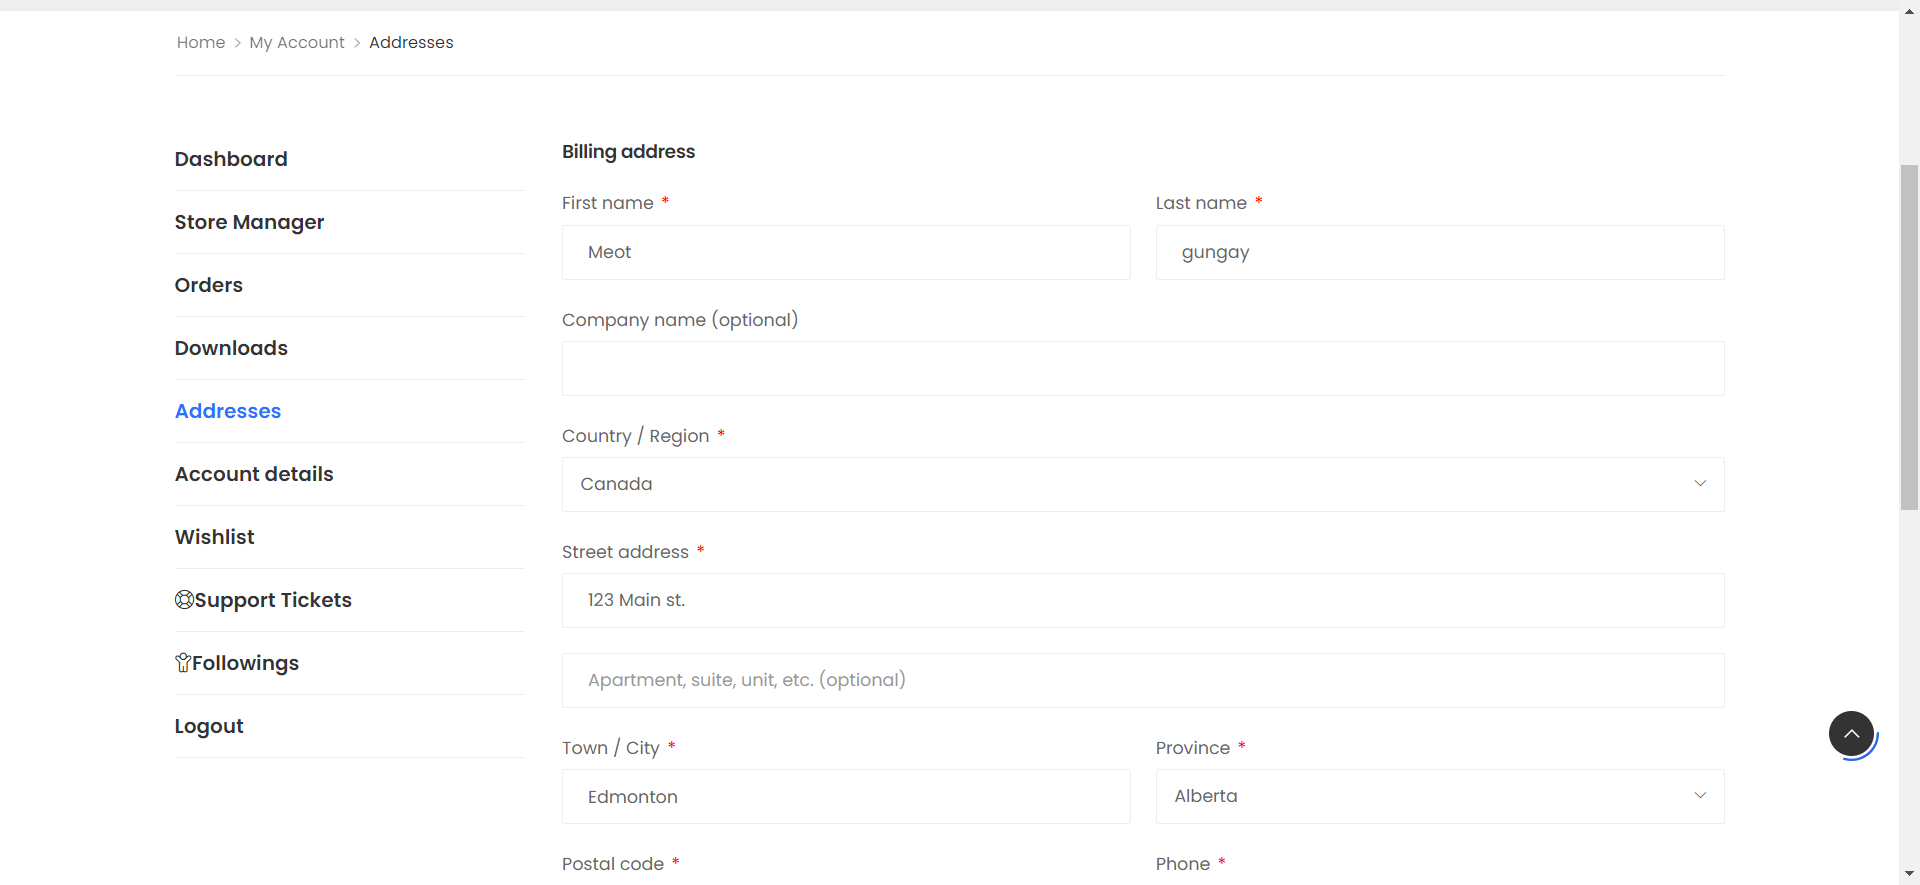 Home > My Account > Addresses
Dashboard
Store Manager
Orders
Downloads
Addresses
Account details
Wishlist
Support Tickets
Followings
Logout
Billing address
First name * Last name *
Meot gungay
Company name (optional)
Country / Region *
Canada
Street address *
123 Main st.
Apartment, suite, unit, etc. (optional)
Town / City * Province *
Edmonton Alberta
Postal code * Phone *